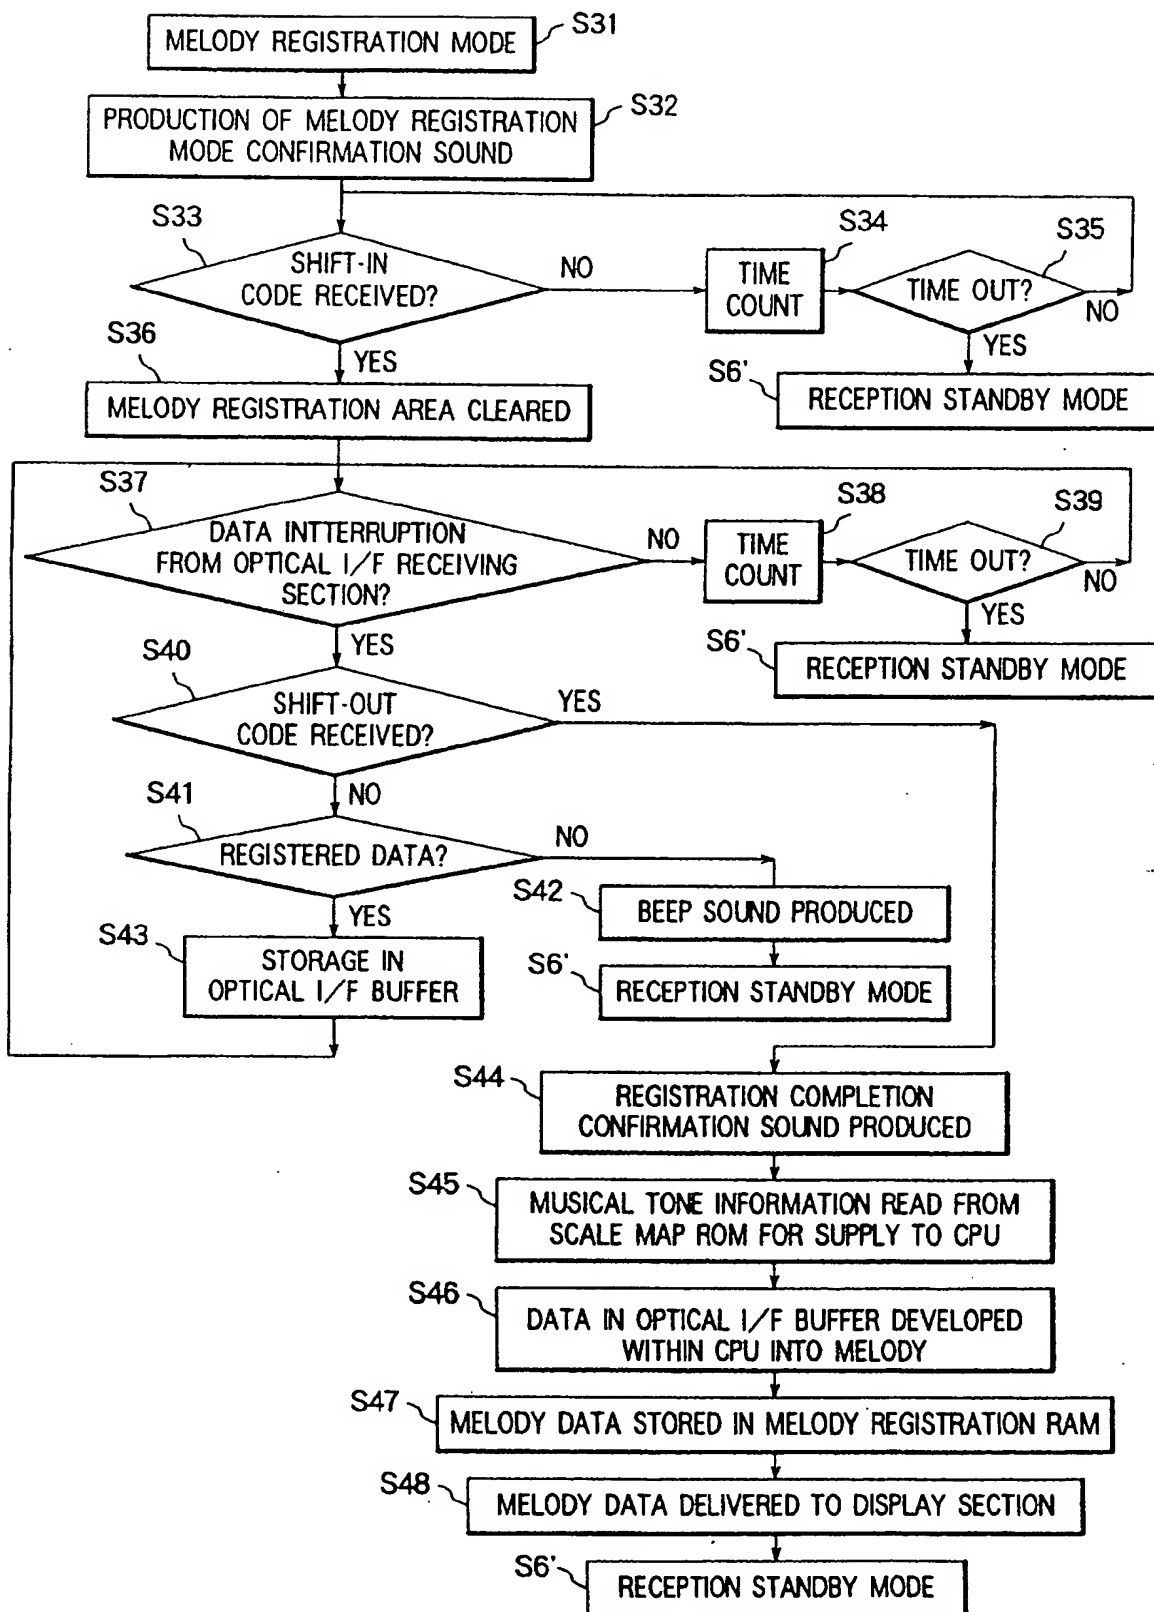 MELODY REGISTRATION MODE
S31
PRODUCTION OF MELODY REGISTRATION
MODE CONFIRMATION SOUND
S32
S33
SHIFT-IN
CODE RECEIVED?
NO
S34
TIME
COUNT
S35
TIME OUT?
NO
YES
S6'
RECEPTION STANDBY MODE
YES
S36
MELODY REGISTRATION AREA CLEARED
S37
DATA INTTERRUPTION
FROM OPTICAL I/F RECEIVING
SECTION?
NO
S38
TIME
COUNT
S39
TIME OUT?
NO
YES
S6'
RECEPTION STANDBY MODE
YES
S40
SHIFT-OUT
CODE RECEIVED?
YES
NO
S41
REGISTERED DATA?
NO
S42
BEEP SOUND PRODUCED
S6'
RECEPTION STANDBY MODE
YES
S43
STORAGE IN
OPTICAL I/F BUFFER
S44
REGISTRATION COMPLETION
CONFIRMATION SOUND PRODUCED
S45
MUSICAL TONE INFORMATION READ FROM
SCALE MAP ROM FOR SUPPLY TO CPU
S46
DATA IN OPTICAL I/F BUFFER DEVELOPED
WITHIN CPU INTO MELODY
S47
MELODY DATA STORED IN MELODY REGISTRATION RAM
S48
MELODY DATA DELIVERED TO DISPLAY SECTION
S6'
RECEPTION STANDBY MODE